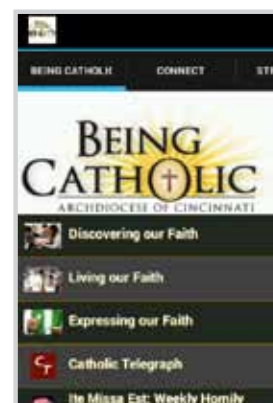 BEING CATHOLIC CONNECT
BEING
CATHOLIC
ARCHDIOCESE OF CINCINNATI
Discovering our Faith
Living our Faith
Expressing our Faith
CT
Catholic Telegraph
Ite Missa Est: Weekly Homily